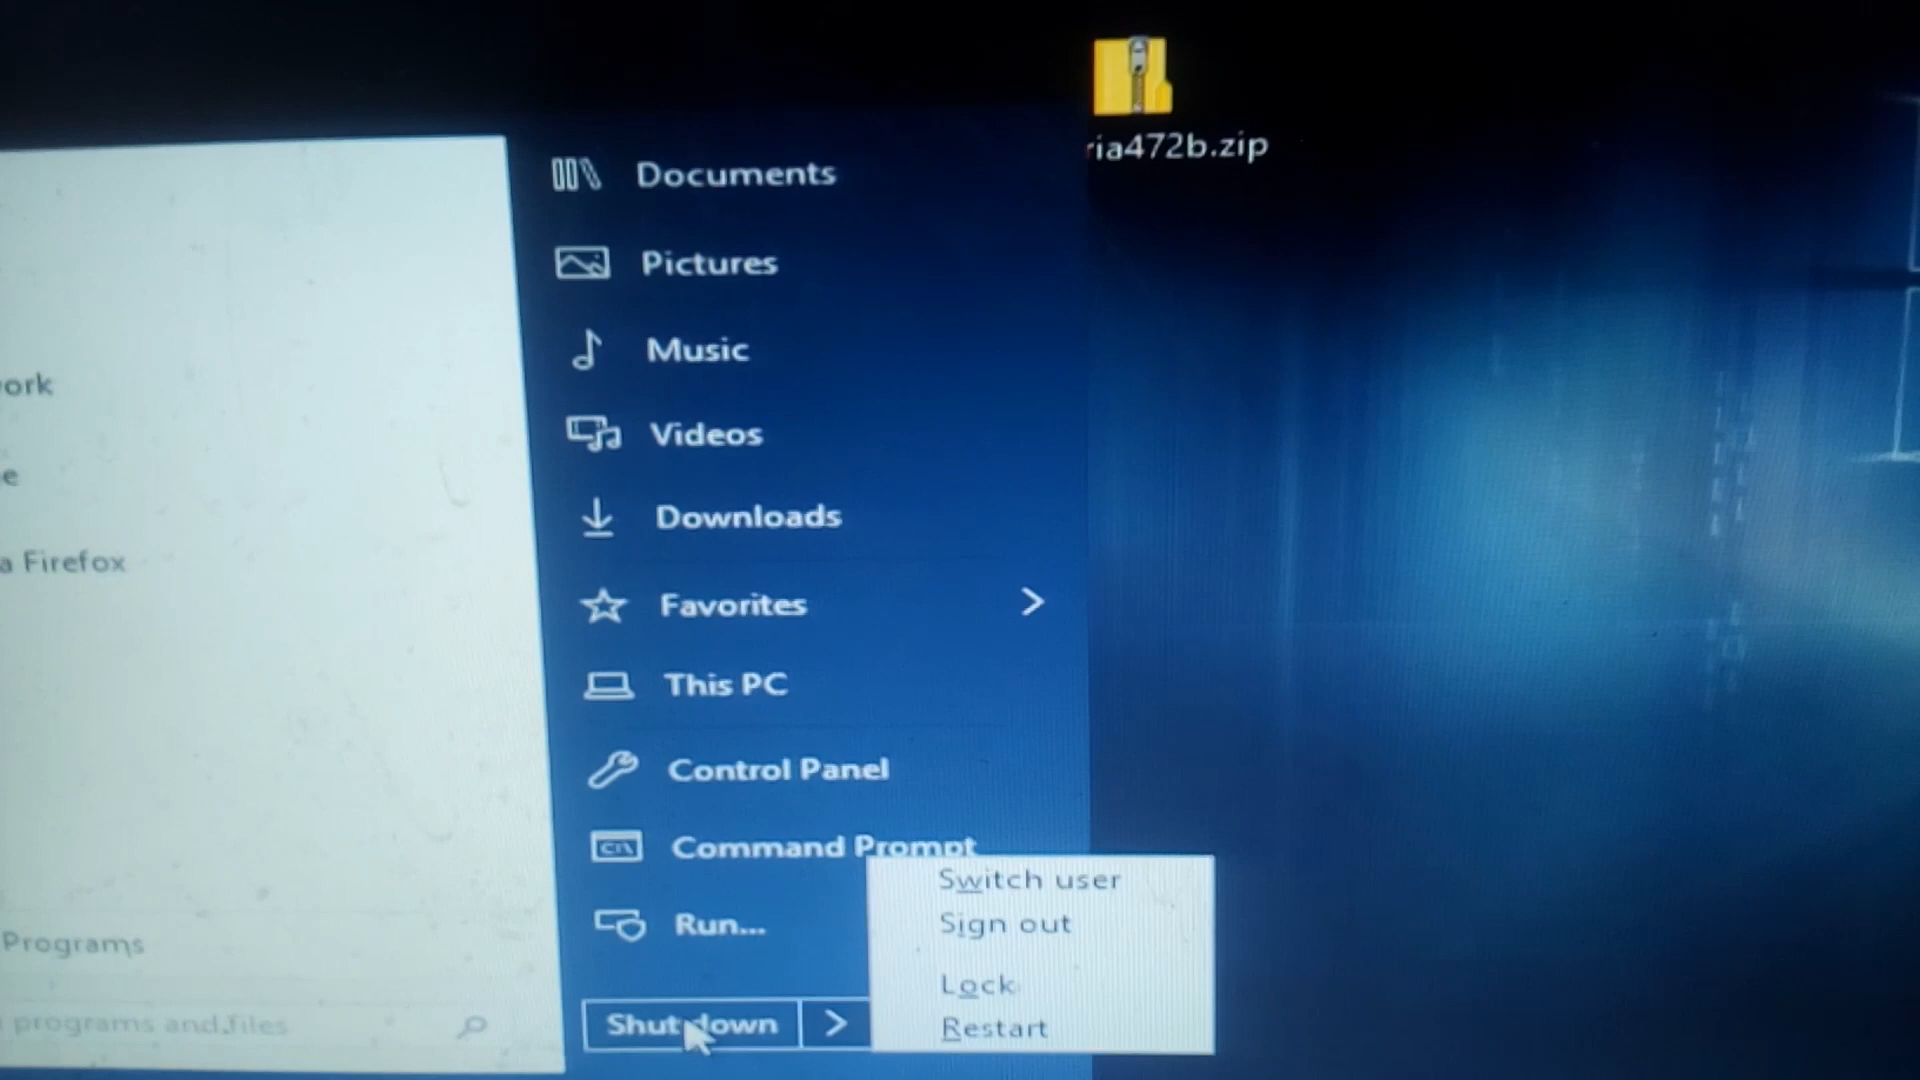 ria472b.zip
Documents
Pictures
Music
ork
Videos
e
Downloads
a Firefox
Favorites
This PC
Control Panel
C:\
Command Prompt
Switch user
Run...
Sign out
Programs
Lock
programs and files
Shut down
Restart